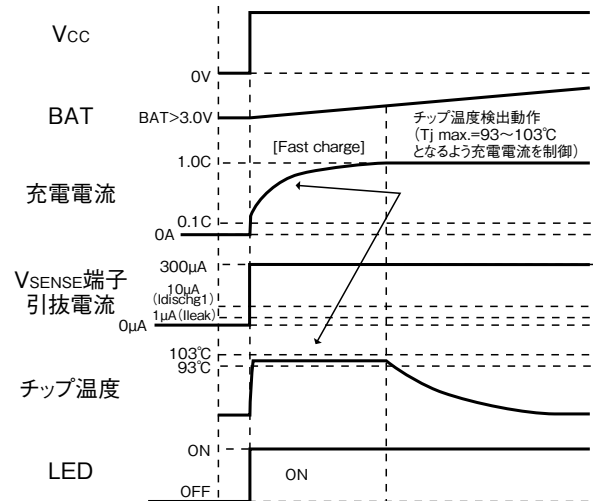 VCC
0V
BAT
BAT>3.0V
チップ温度検出動作
(Tj max.=93~103℃
となるよう充電電流を制御)
[Fast charge]
1.0C
充電電流
0.1C
0A
VSENSE端子
引抜電流
300μA
10μA
(Idischg1)
1μA(Ileak)
0μA
103℃
93℃
チップ温度
ON
LED
ON
OFF